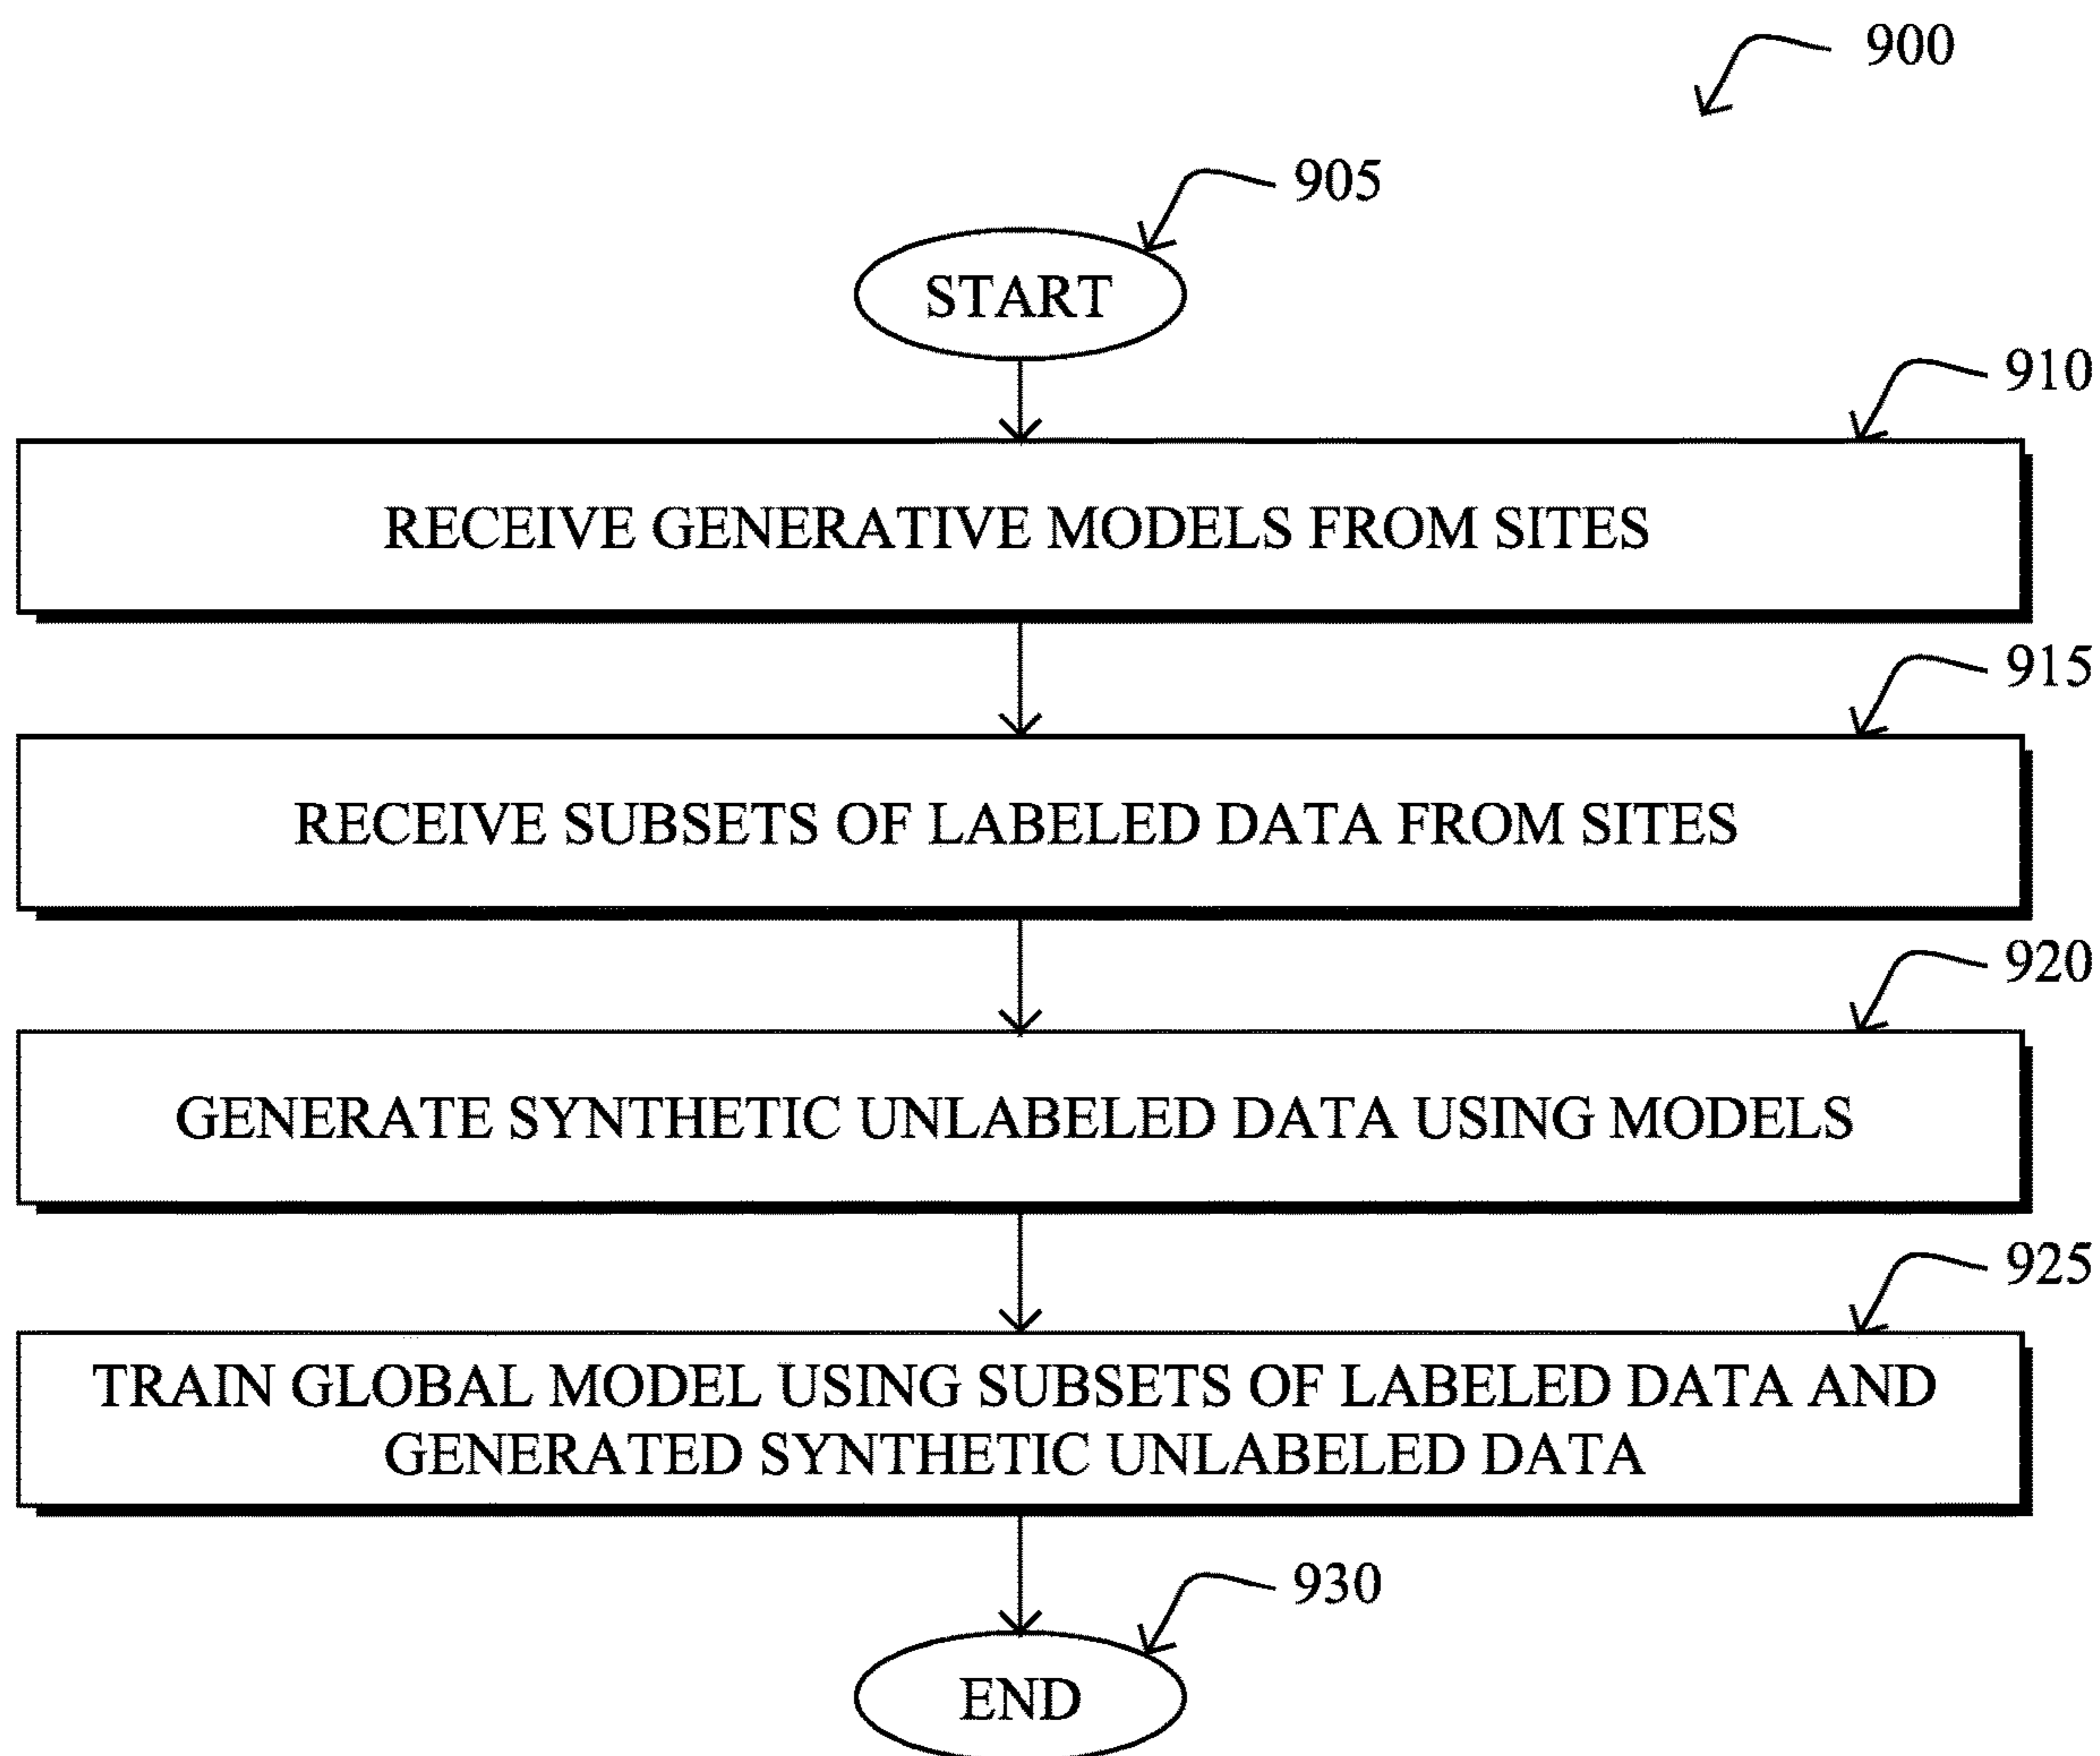 900
905
START
910
RECEIVE GENERATIVE MODELS FROM SITES
915
RECEIVE SUBSETS OF LABELED DATA FROM SITES
920
GENERATE SYNTHETIC UNLABELED DATA USING MODELS
925
TRAIN GLOBAL MODEL USING SUBSETS OF LABELED DATA AND
GENERATED SYNTHETIC UNLABELED DATA
930
END